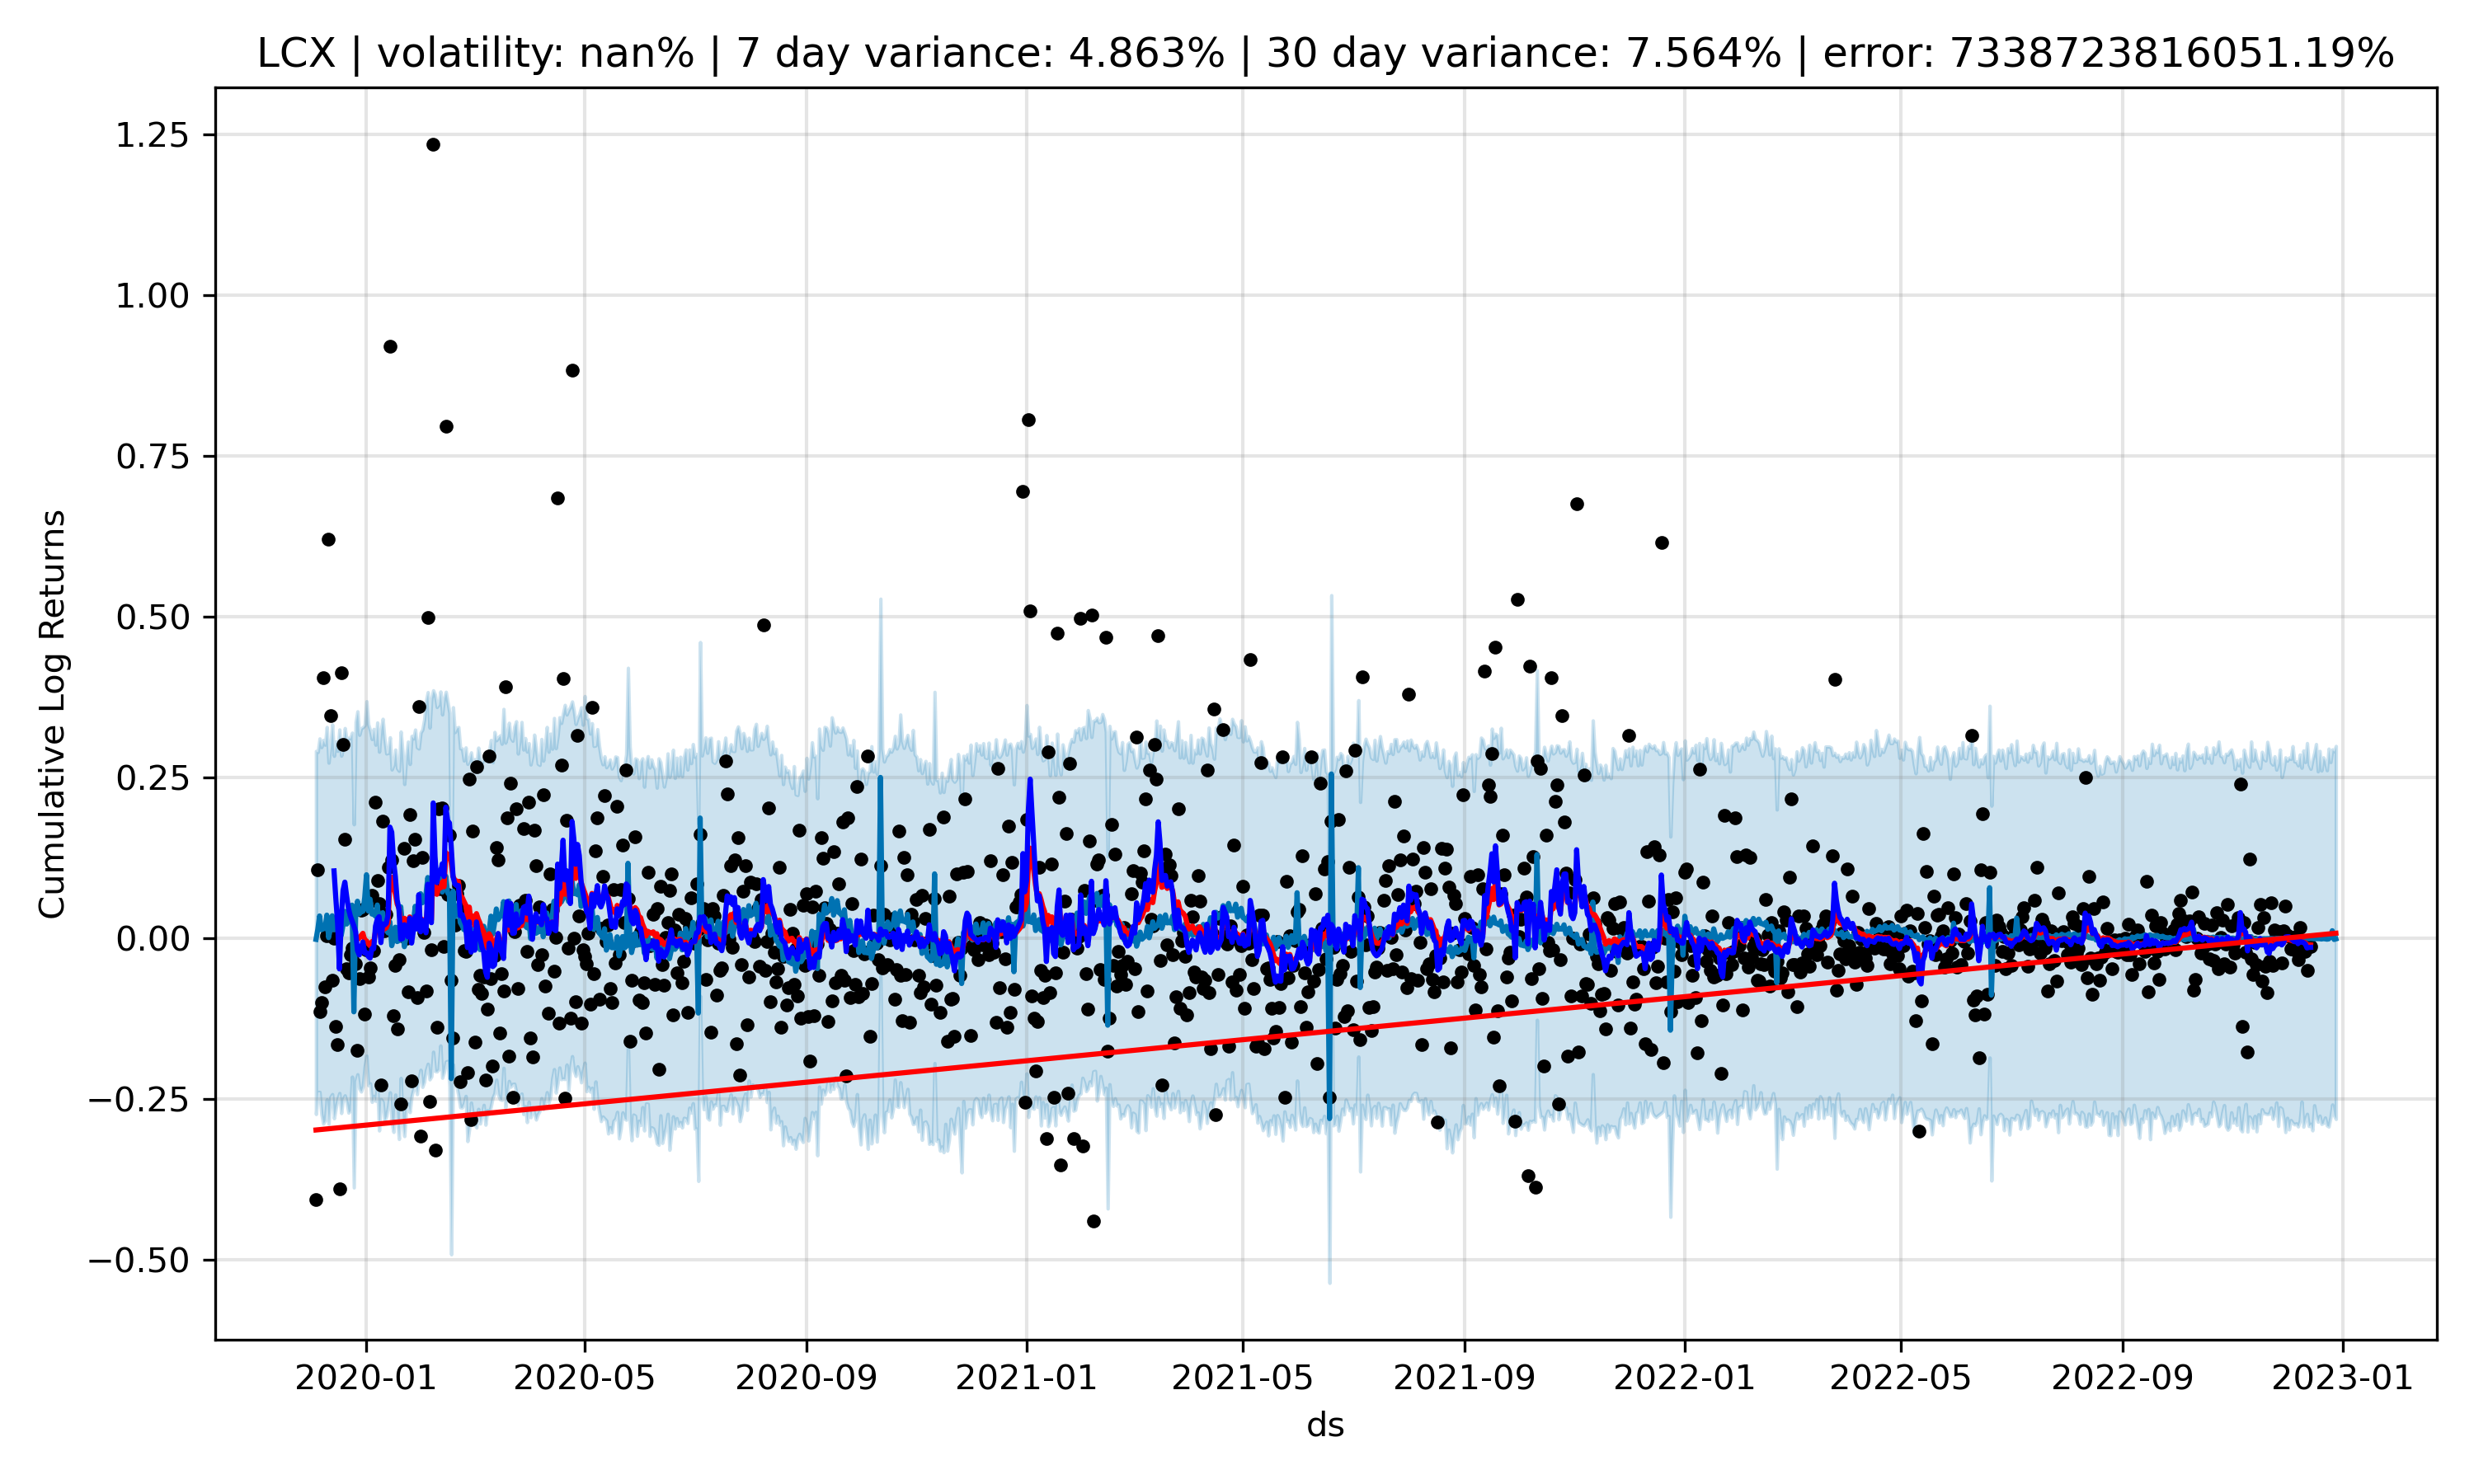 LCX | volatility: nan% | 7 day variance: 4.863% | 30 day variance: 7.564% | error: 7338723816051.19%
1.25
1.00
0.75
0.50
0.25
0.00
−0.25
−0.50
Cumulative Log Returns
2020-01 2020-05 2020-09 2021-01 2021-05 2021-09 2022-01 2022-05 2022-09 2023-01
ds